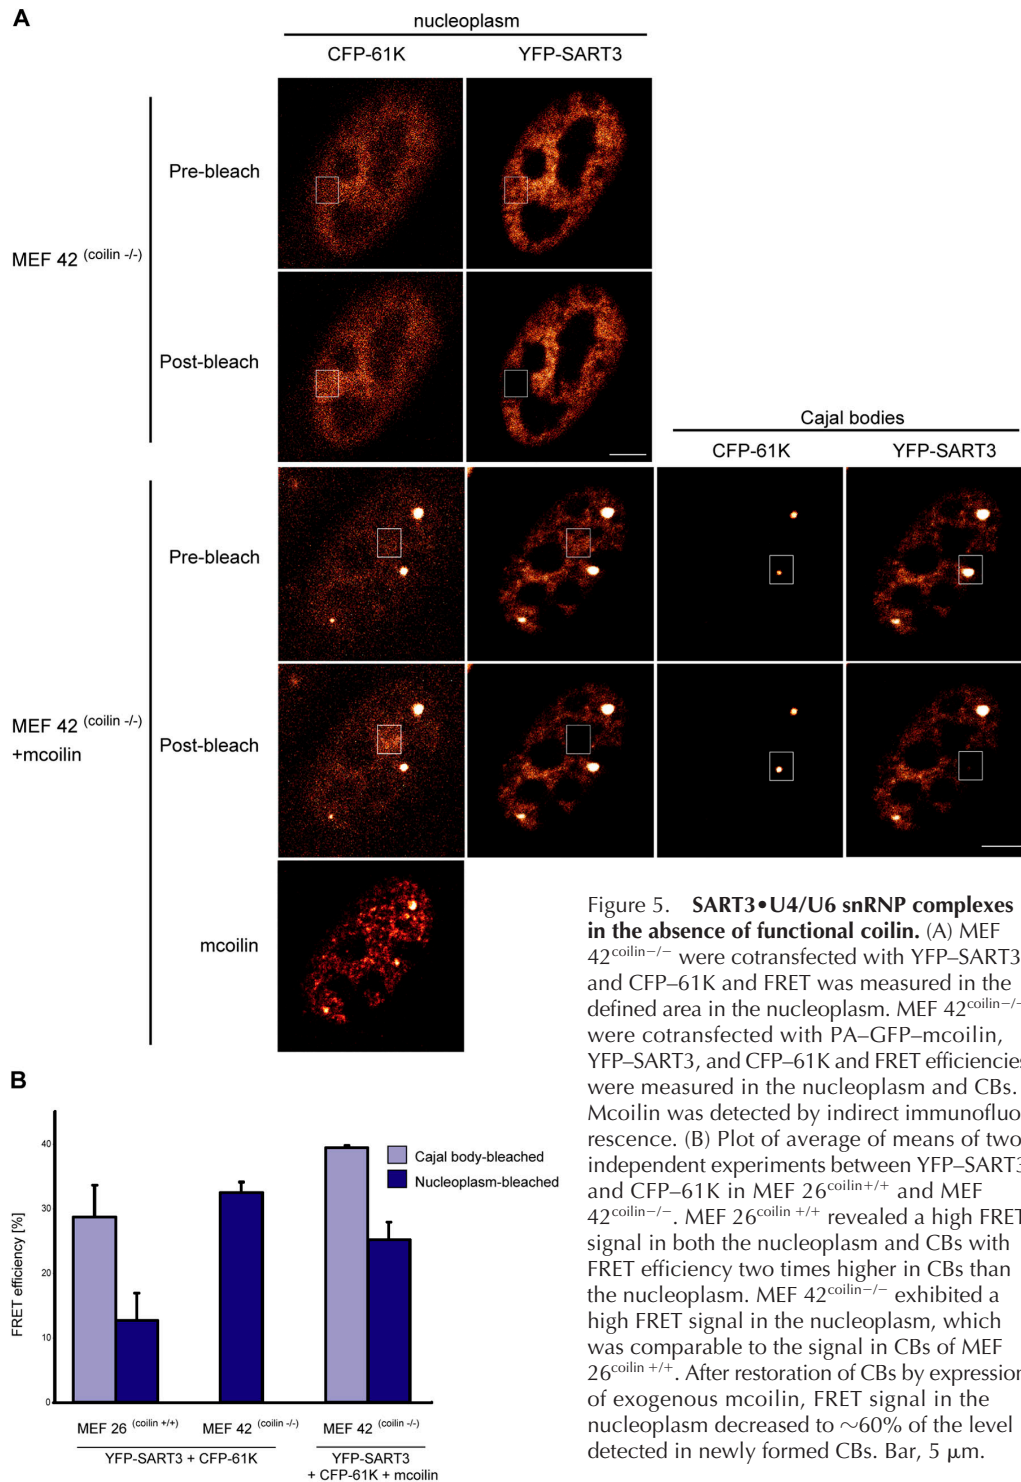 A
nucleoplasm
CFP-61K YFP-SART3
Pre-bleach
MEF 42 (coilin -/-)
Post-bleach
Cajal bodies
CFP-61K YFP-SART3
Pre-bleach
MEF 42 (coilin -/-)
+mcoilin
Post-bleach
mcoilin
Figure 5. SART3•U4/U6 snRNP complexes
in the absence of functional coilin. (A) MEF
42coilin−/− were cotransfected with YFP–SART3
and CFP–61K and FRET was measured in the
defined area in the nucleoplasm. MEF 42coilin−/−
were cotransfected with PA–GFP–mcoilin,
YFP–SART3, and CFP–61K and FRET efficiencies
were measured in the nucleoplasm and CBs.
Mcoilin was detected by indirect immunofluo
rescence. (B) Plot of average of means of two
independent experiments between YFP–SART3
and CFP–61K in MEF 26coilin+/+ and MEF
42coilin−/−. MEF 26coilin +/+ revealed a high FRET
signal in both the nucleoplasm and CBs with
FRET efficiency two times higher in CBs than
the nucleoplasm. MEF 42coilin−/− exhibited a
high FRET signal in the nucleoplasm, which
was comparable to the signal in CBs of MEF
26coilin +/+. After restoration of CBs by expression
of exogenous mcoilin, FRET signal in the
nucleoplasm decreased to ~60% of the level
detected in newly formed CBs. Bar, 5 μm.
B
FRET efficiency [%]
40
30
20
10
0
Cajal body-bleached
Nucleoplasm-bleached
MEF 26 (coilin +/+) MEF 42 (coilin -/-) MEF 42 (coilin -/-)
YFP-SART3 + CFP-61K
YFP-SART3
+ CFP-61K + mcoilin